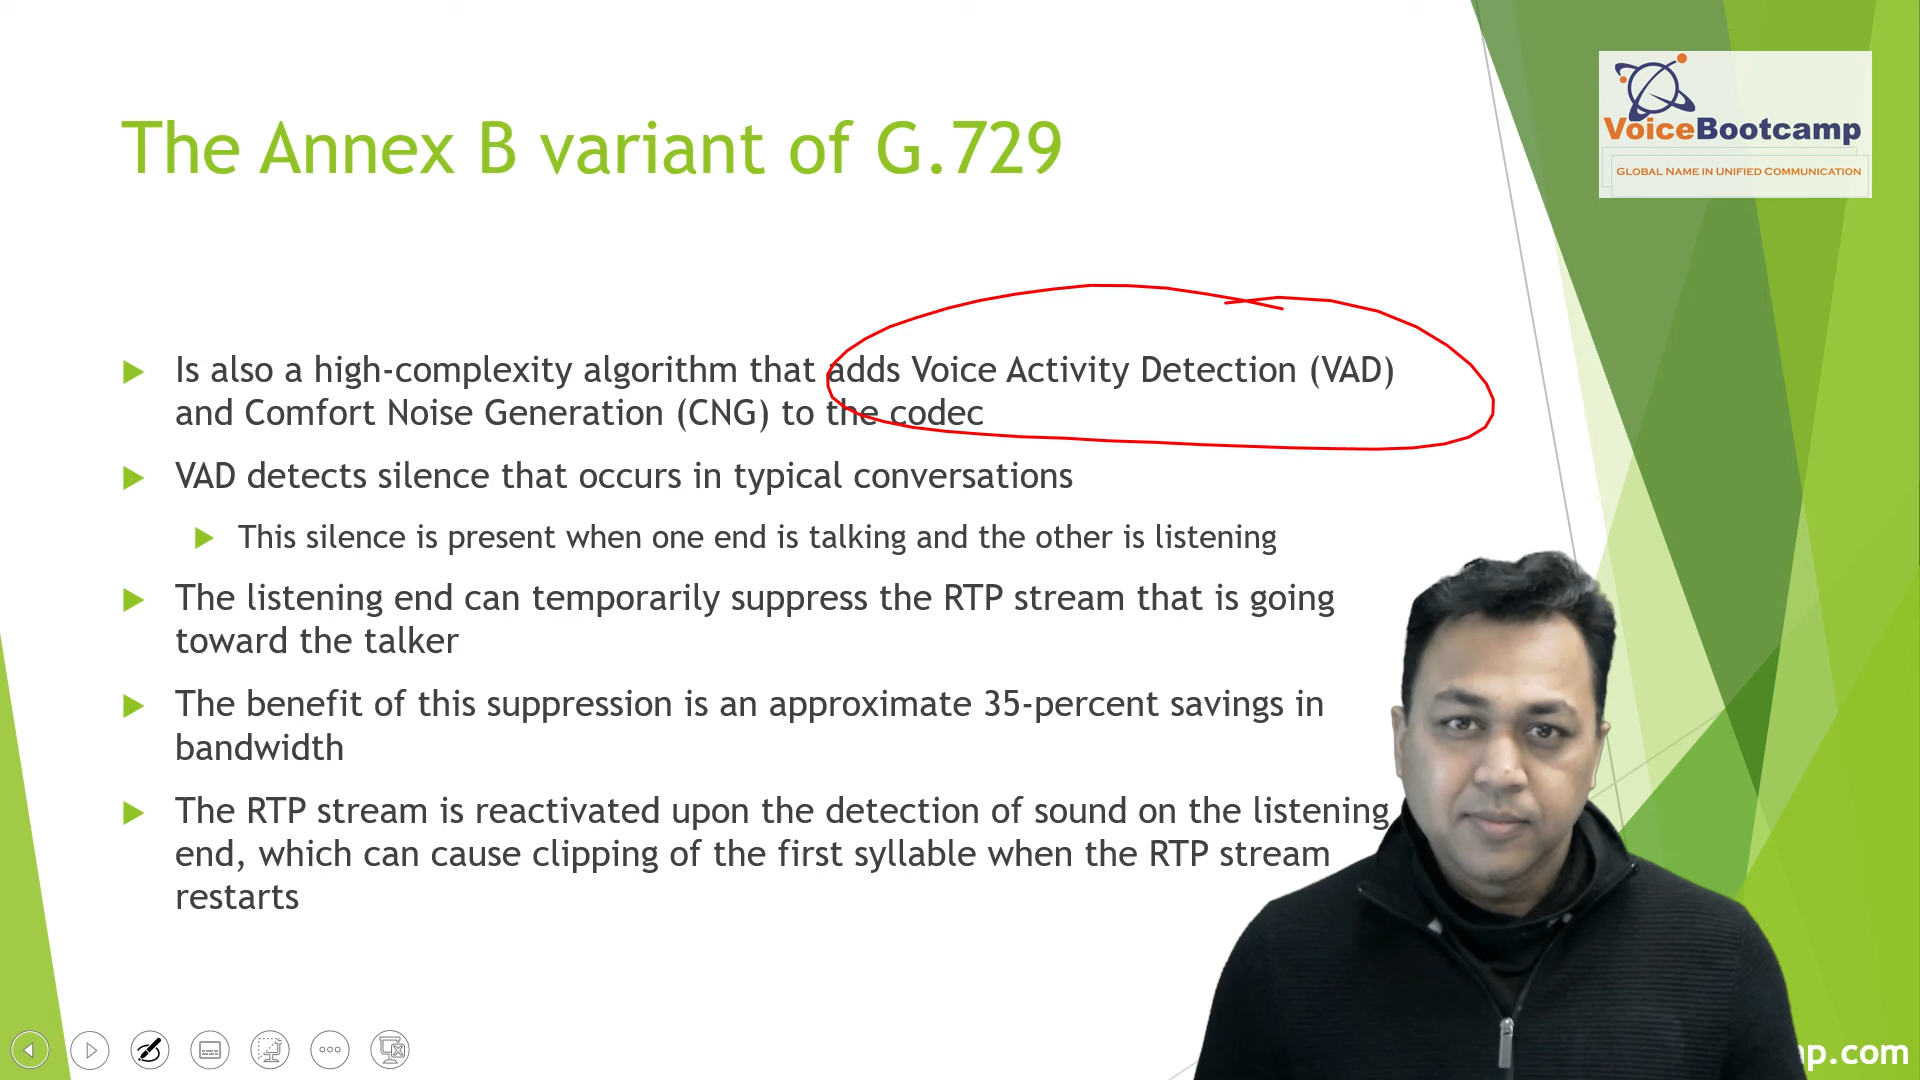 VoiceBootcamp
GLOBAL NAME IN UNIFIED COMMUNICATION
The Annex B variant of G.729
Is also a high-complexity algorithm that adds Voice Activity Detection (VAD)
and Comfort Noise Generation (CNG) to the codec
VAD detects silence that occurs in typical conversations
This silence is present when one end is talking and the other is listening
The listening end can temporarily suppress the RTP stream that is going
toward the talker
The benefit of this suppression is an approximate 35-percent savings in
bandwidth
The RTP stream is reactivated upon the detection of sound on the listening
end, which can cause clipping of the first syllable when the RTP stream
restarts
p.com